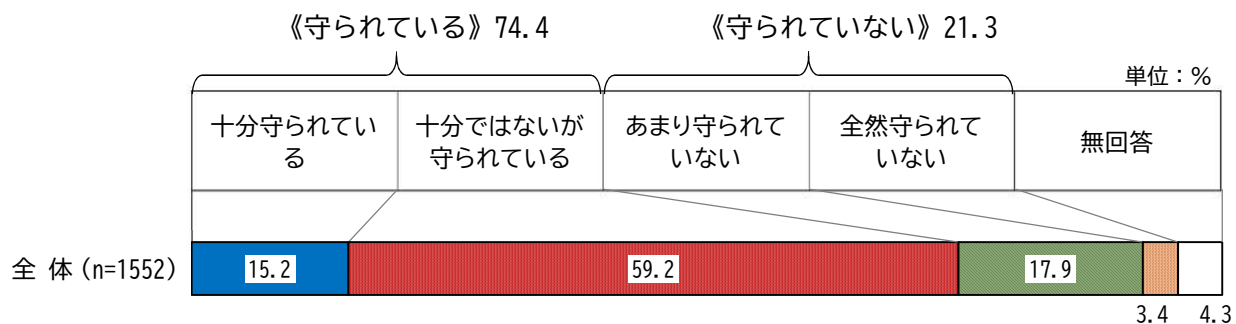 《守られている》74.4 《守られていない》21.3
単位：%
十分守られてい
る
十分ではないが
守られている
あまり守られて
いない
全然守られて
いない
無回答
全 体(n=1552)
15.2
59.2
17.9
3.4
4.3